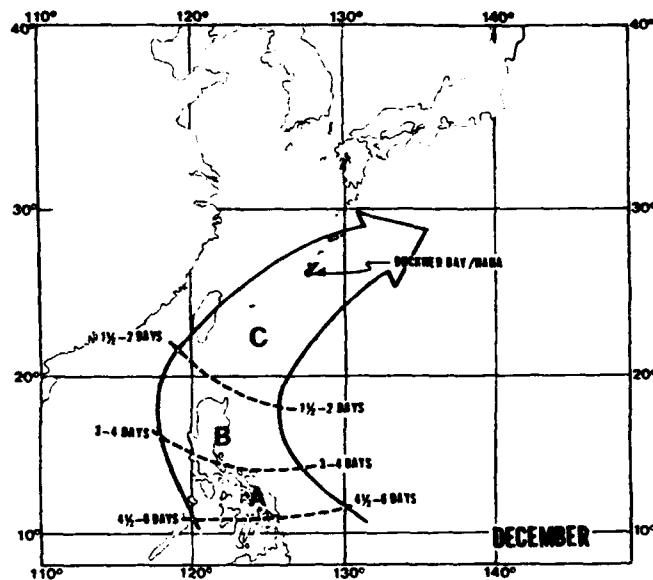 110° 120° 130° 140°
40° 40°
30° 30°
BUCKNER BAY/NAHA
C
1½-2 DAYS
20° 20°
1½-2 DAYS
3-4 DAYS
B
3-4 DAYS
A
4½-6 DAYS
4½-6 DAYS
10° 10°
DECEMBER
110° 120° 130° 140°